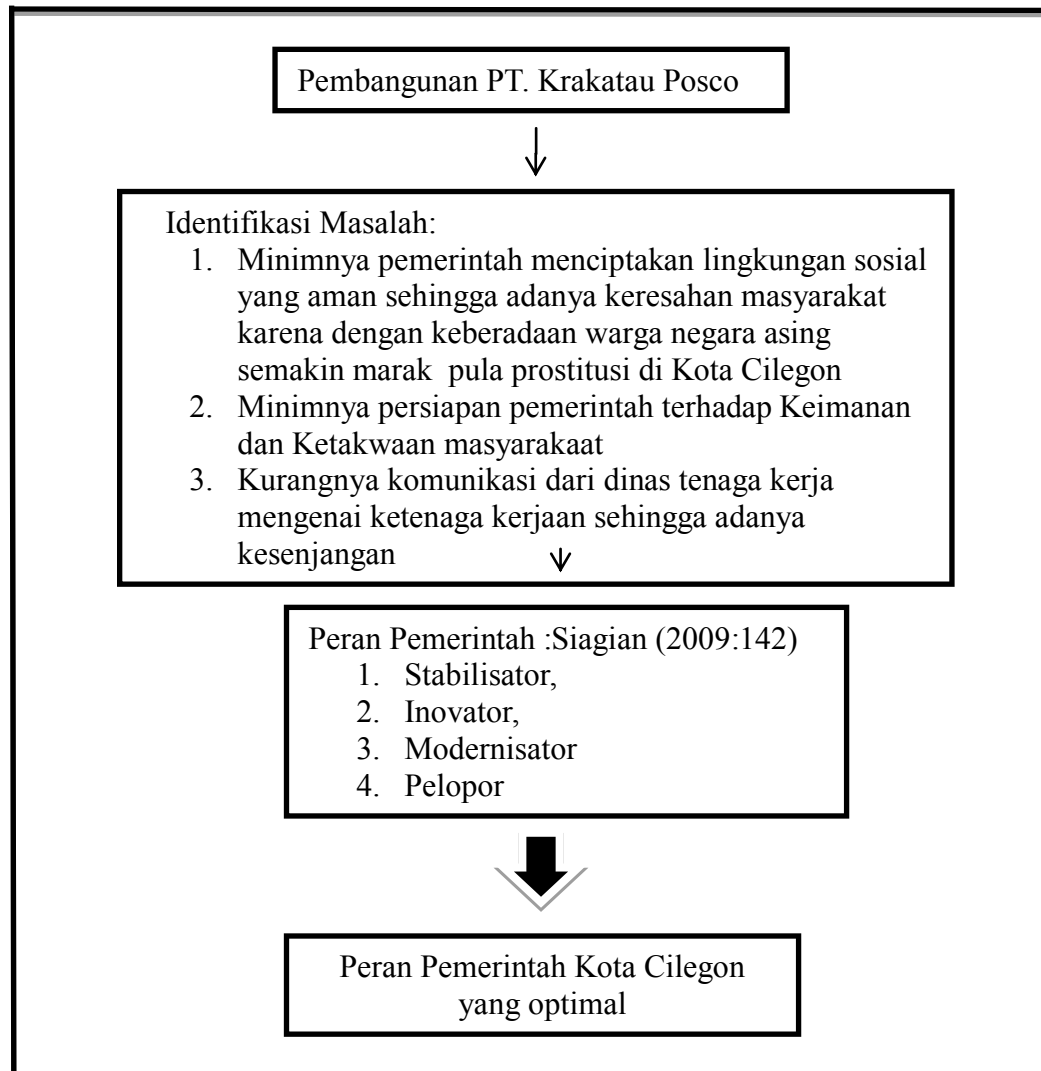 Pembangunan PT. Krakatau Posco
Identifikasi Masalah:
1. Minimnya pemerintah menciptakan lingkungan sosial
yang aman sehingga adanya keresahan masyarakat
karena dengan keberadaan warga negara asing
semakin marak pula prostitusi di Kota Cilegon
2. Minimnya persiapan pemerintah terhadap Keimanan
dan Ketakwaan masyarakaat
3. Kurangnya komunikasi dari dinas tenaga kerja
mengenai ketenaga kerjaan sehingga adanya
kesenjangan
Peran Pemerintah :Siagian (2009:142)
1. Stabilisator,
2. Inovator,
3. Modernisator
4. Pelopor
Peran Pemerintah Kota Cilegon
yang optimal